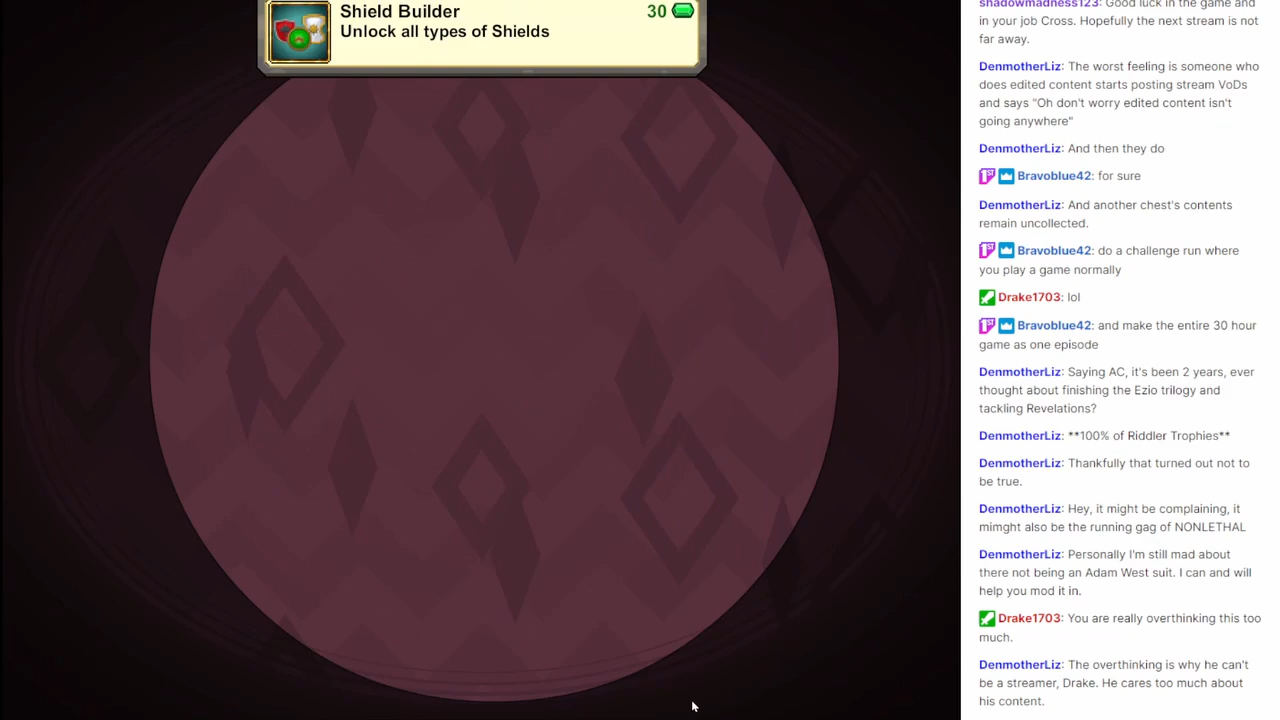 Shield Builder
30
Unlock all types of Shields
shadowmadness123: Good luck in the game and
in your job Cross. Hopefully the next stream is not
far away.
DenmotherLiz: The worst feeling is someone who
does edited content starts posting stream VoDs
and says "Oh don't worry edited content isn't
going anywhere"
DenmotherLiz: And then they do
1ST Bravoblue42: for sure
DenmotherLiz: And another chest's contents
remain uncollected.
1ST Bravoblue42: do a challenge run where
you play a game normally
Drake1703: lol
1ST Bravoblue42: and make the entire 30 hour
game as one episode
DenmotherLiz: Saying AC, it's been 2 years, ever
thought about finishing the Ezio trilogy and
tackling Revelations?
DenmotherLiz: **100% of Riddler Trophies**
DenmotherLiz: Thankfully that turned out not to
be true.
DenmotherLiz: Hey, it might be complaining, it
mimght also be the running gag of NONLETHAL
DenmotherLiz: Personally I'm still mad about
there not being an Adam West suit. I can and will
help you mod it in.
Drake1703: You are really overthinking this too
much.
DenmotherLiz: The overthinking is why he can't
be a streamer, Drake. He cares too much about
his content.